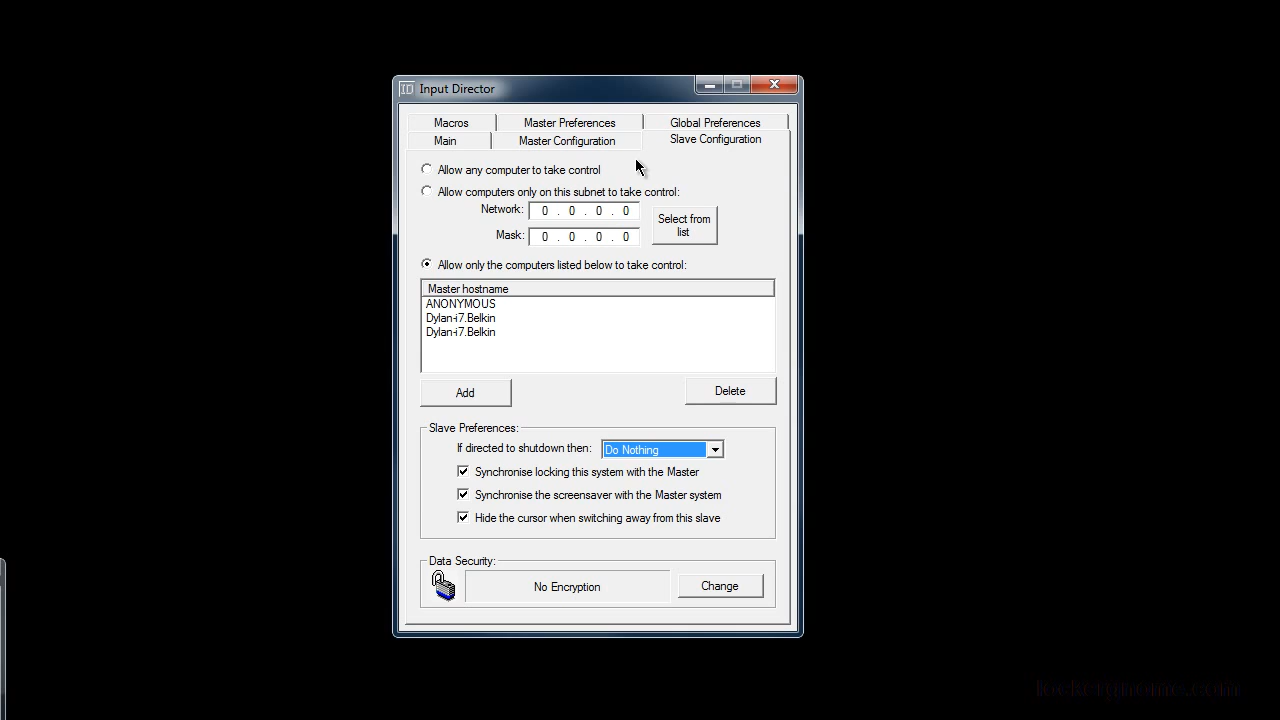 ID Input Director
Macros Master Preferences Global Preferences
Main Master Configuration Slave Configuration
Allow any computer to take control
Allow computers only on this subnet to take control:
Network: 0 . 0 . 0 . 0
Select from
list
Mask: 0 . 0 . 0 . 0
Allow only the computers listed below to take control:
Master hostname
ANONYMOUS
Dylan-i7.Belkin
Dylan-i7.Belkin
Add Delete
Slave Preferences:
If directed to shutdown then: Do Nothing
Synchronise locking this system with the Master
Synchronise the screensaver with the Master system
Hide the cursor when switching away from this slave
Data Security:
No Encryption Change